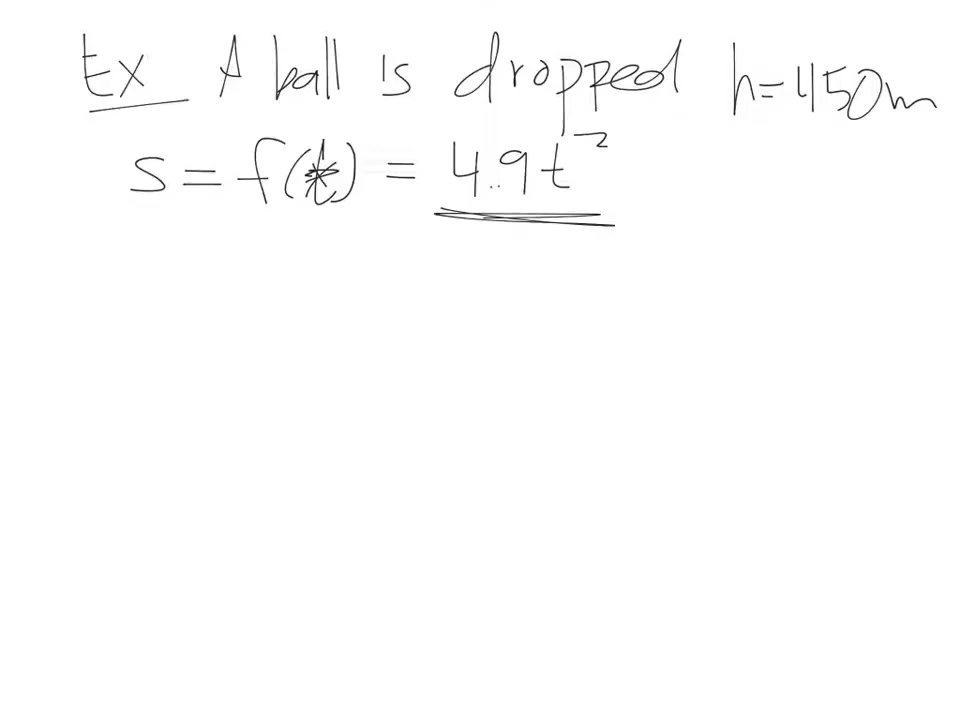 Ex A ball is dropped h=450m
s = f(t) = 4.9t²